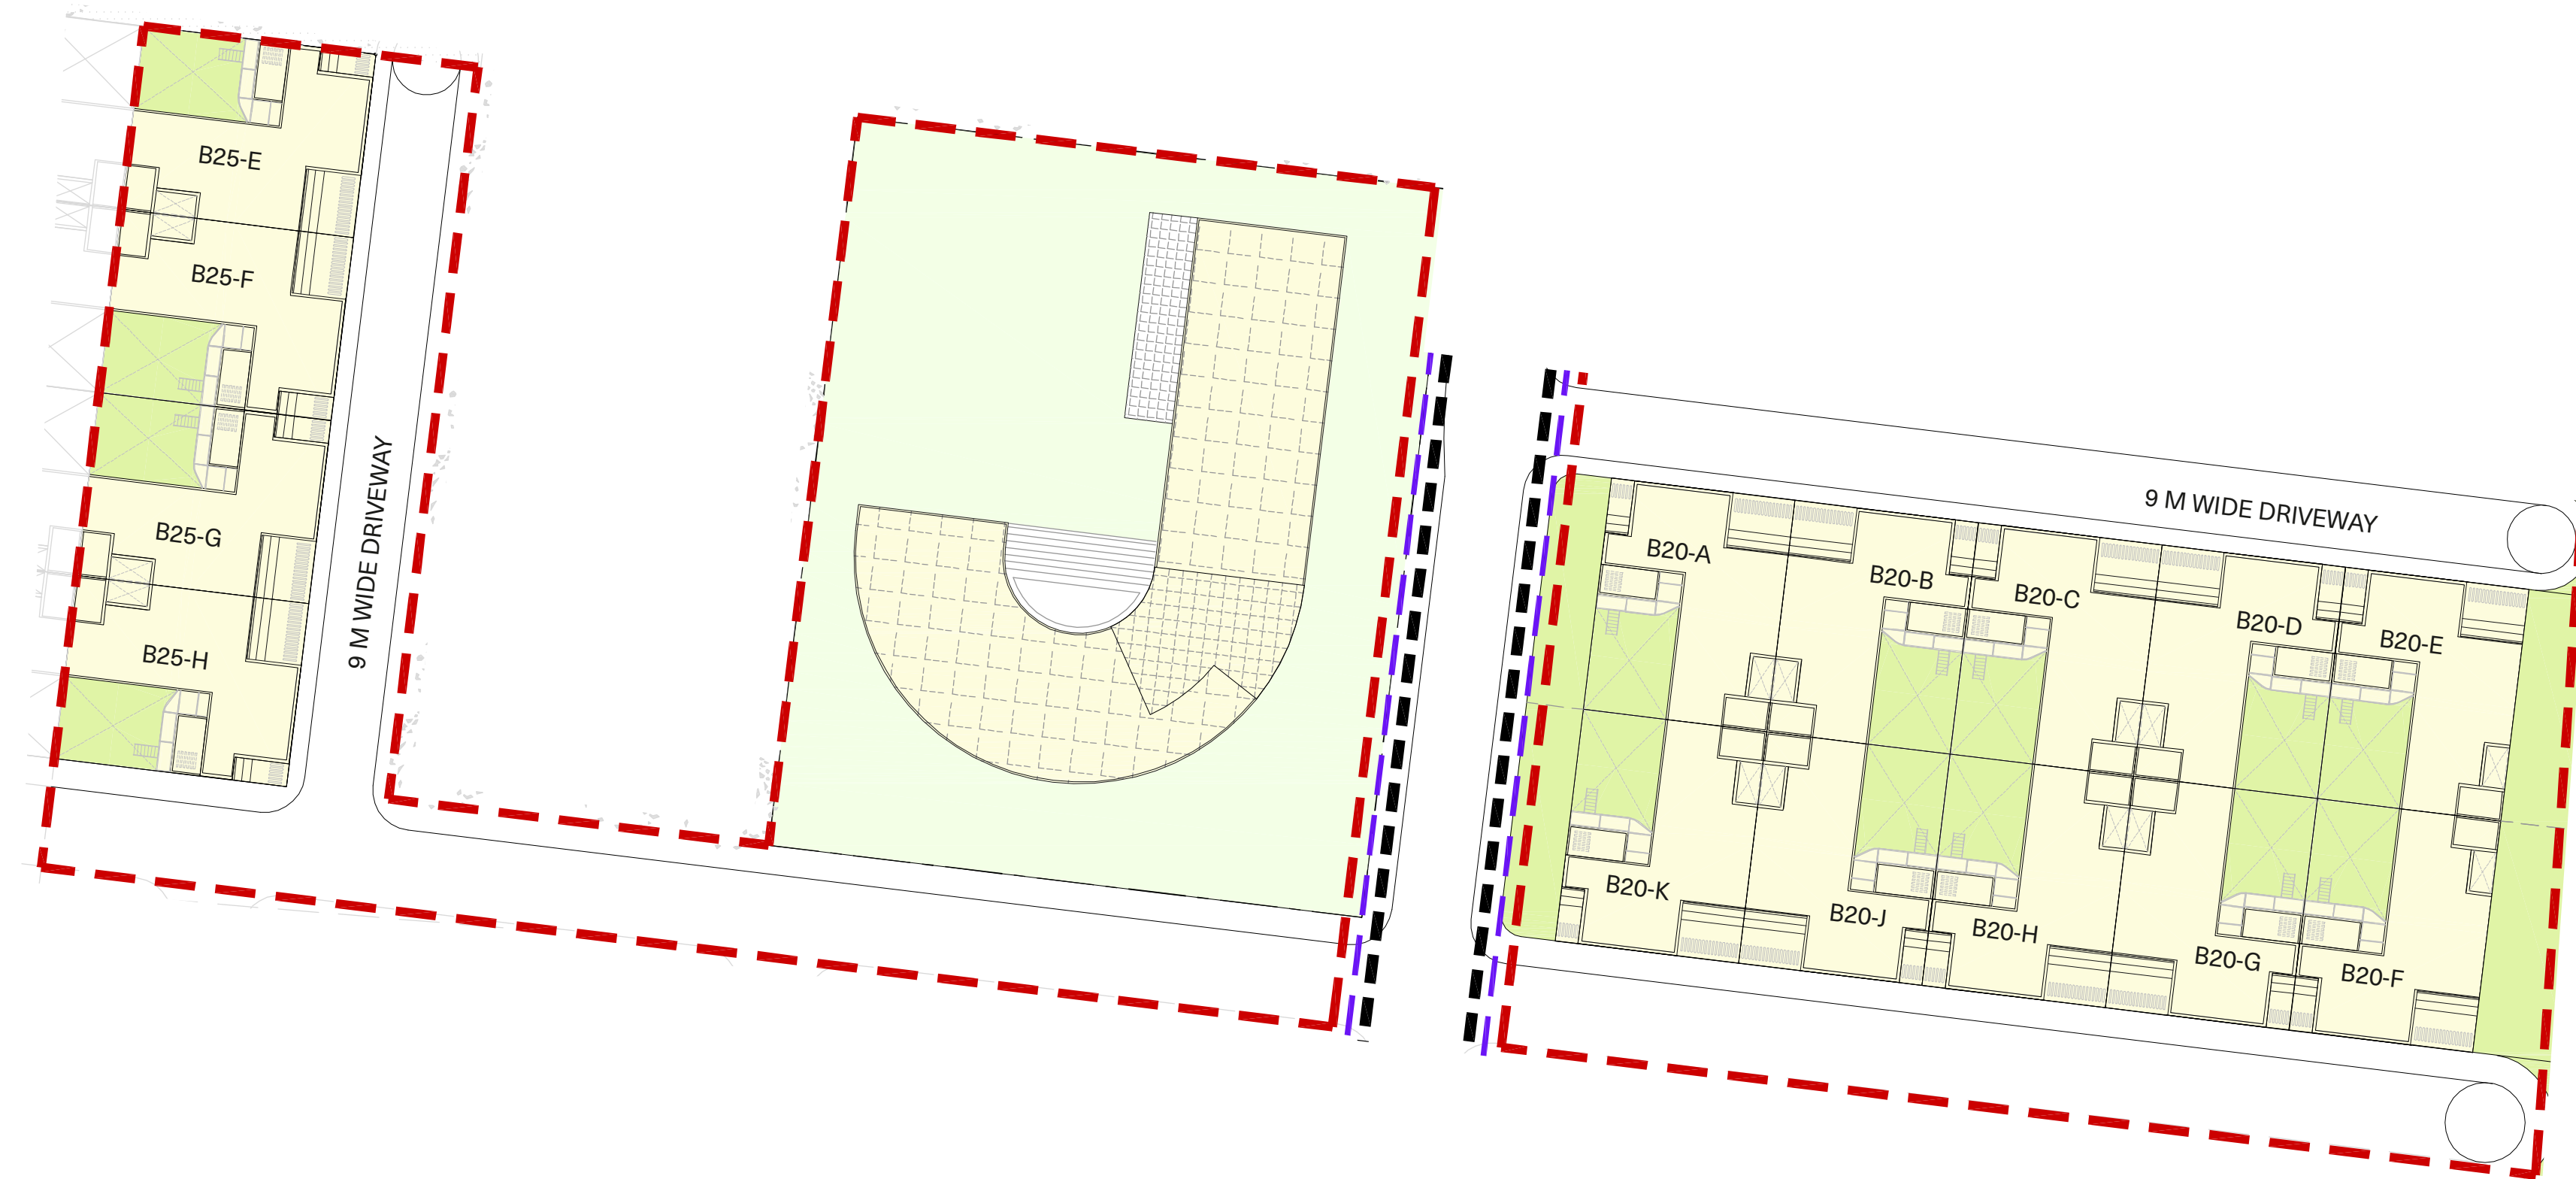 B25-E
B25-F
B25-G
B25-H
9 M WIDE DRIVEWAY
9 M WIDE DRIVEWAY
B20-A
B20-B
B20-C
B20-D
B20-E
B20-K
B20-J
B20-H
B20-G
B20-F